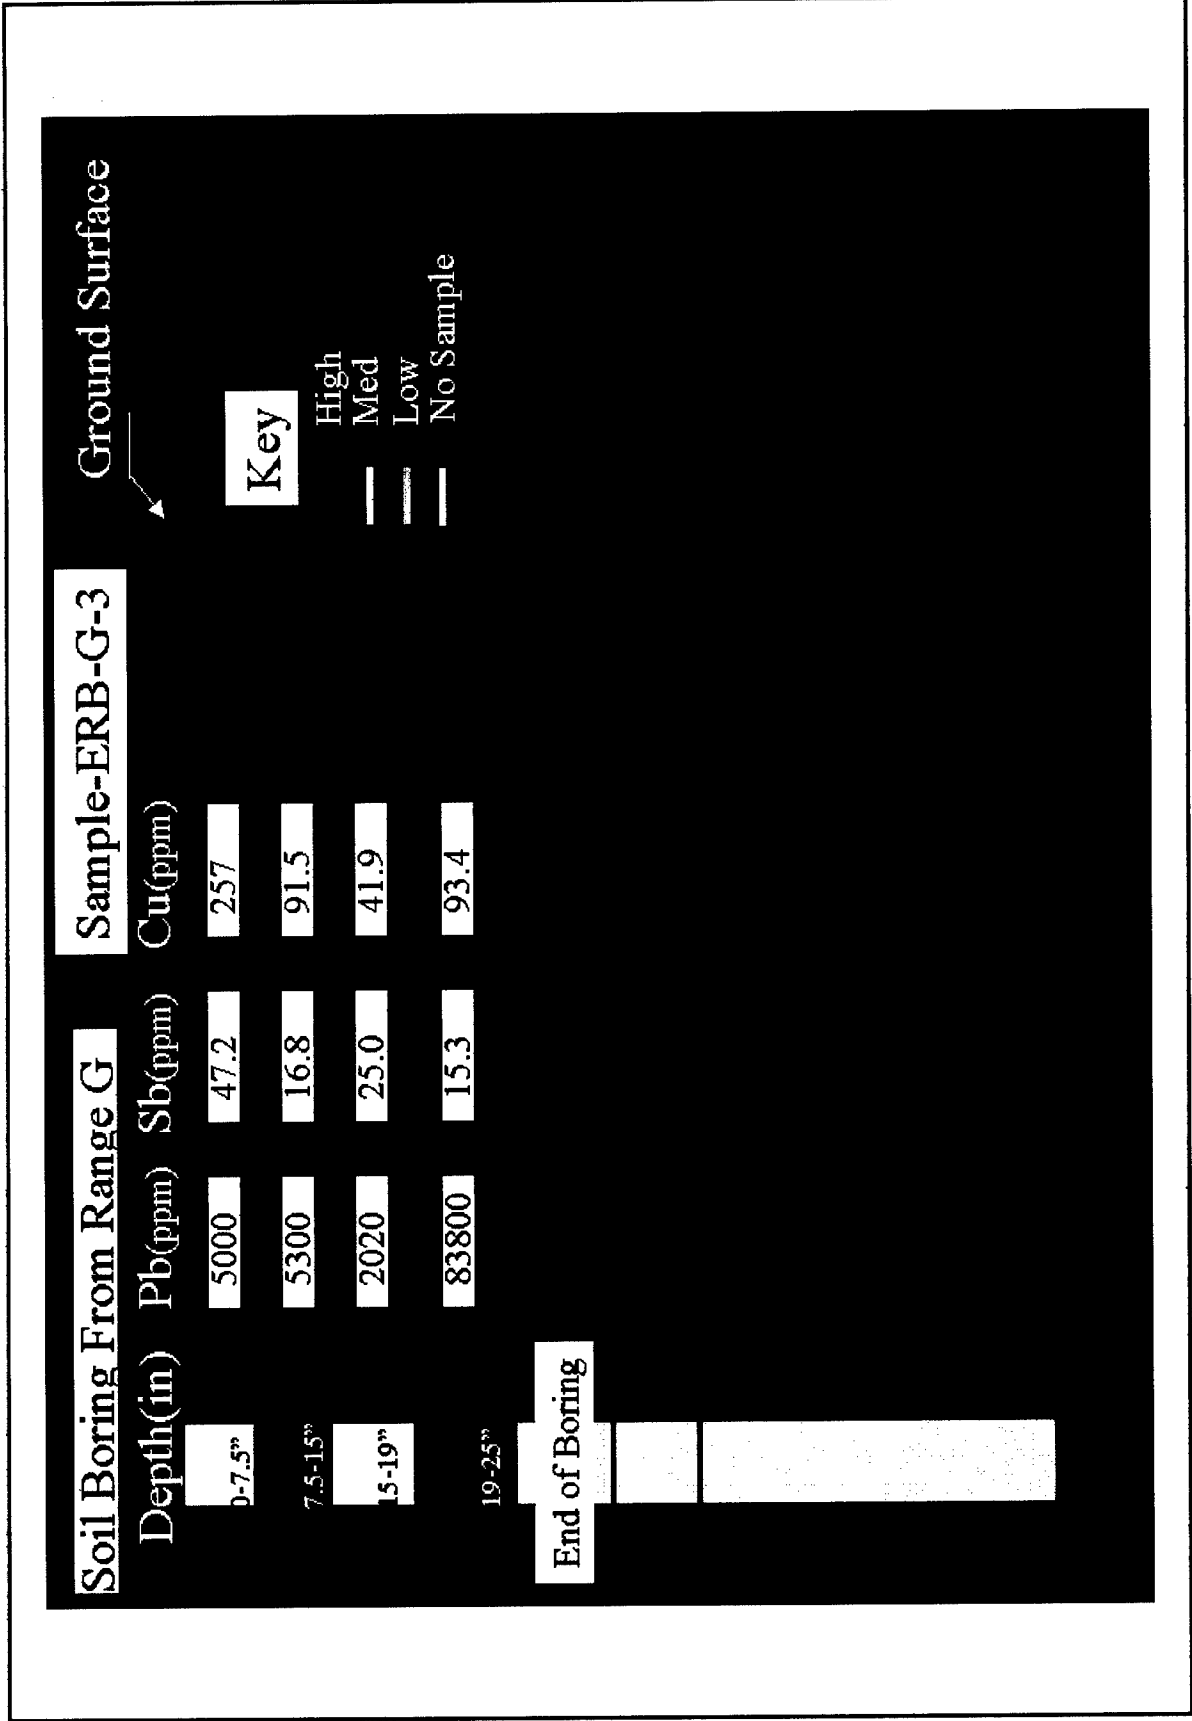 Soil Boring From Range G
Sample-ERB-G-3
Ground Surface
Depth(in) Pb(ppm) Sb(ppm) Cu(ppm)
0-7.5” 5000 47.2 257
7.5-15” 5300 16.8 91.5
15-19” 2020 25.0 41.9
19-25” 83800 15.3 93.4
End of Boring
Key
High
Med
Low
No Sample